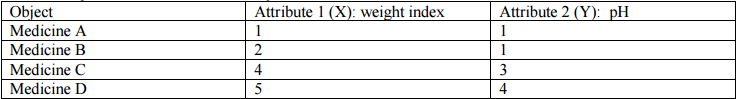 Object Attribute 1 (X): weight index Attribute 2 (Y): pH
Medicine A 1 1
Medicine B 2 1
Medicine C 4 3
Medicine D 5 4